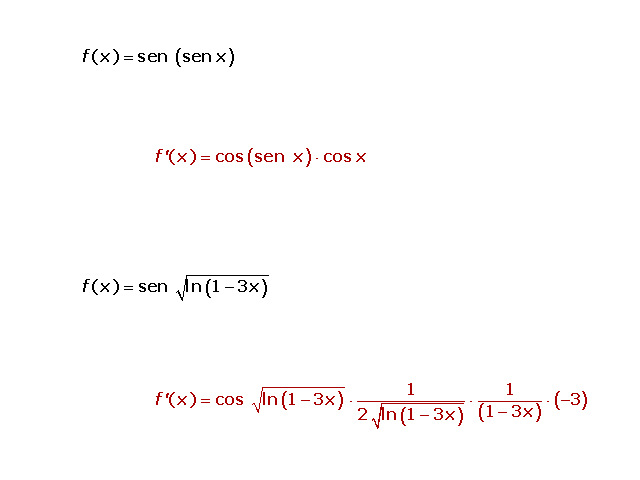 f(x) = sen (sen x)
f'(x) = cos (sen x) · cos x
f(x) = sen √ln(1 − 3x)
f'(x) = cos √ln(1 − 3x) · 1/(2√ln(1 − 3x)) · 1/(1 − 3x) · (−3)